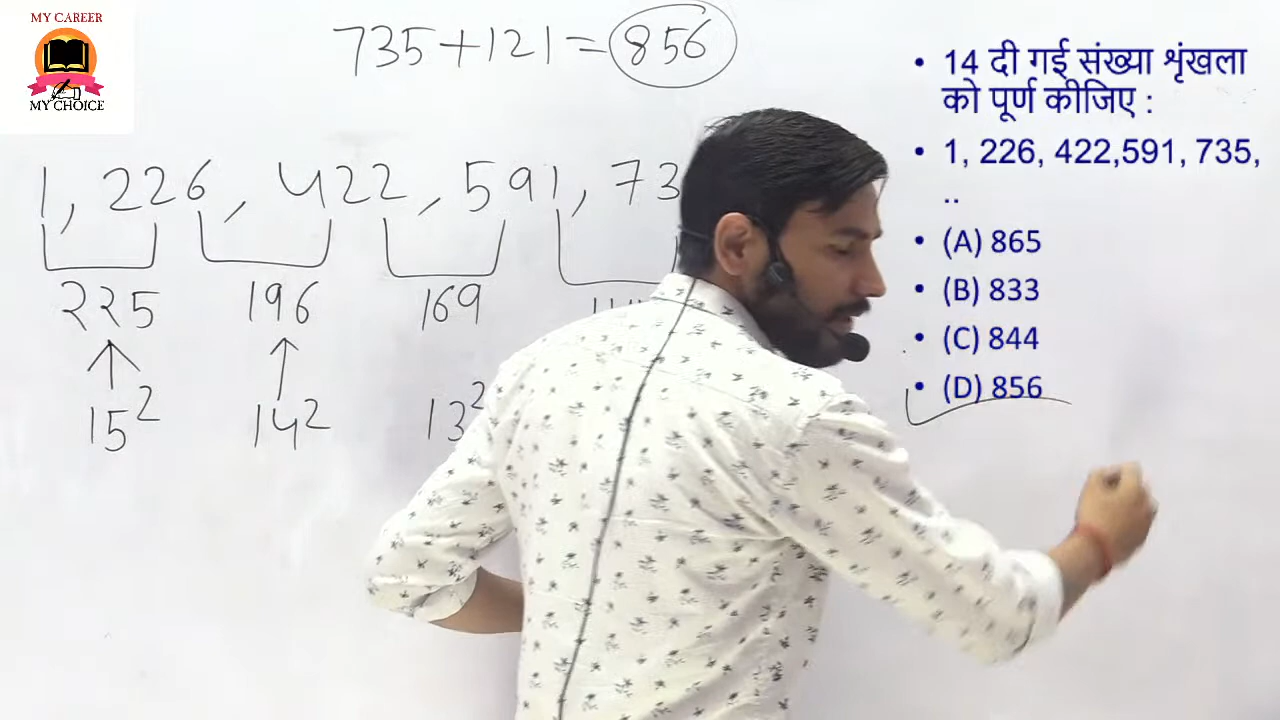 MY CAREER
MY CHOICE
735+121=856
1, 226, 422, 591, 73
225 196 169
15² 14² 13²
• 14 दी गई संख्या शृंखला
को पूर्ण कीजिए :
• 1, 226, 422,591, 735,
..
• (A) 865
• (B) 833
• (C) 844
• (D) 856